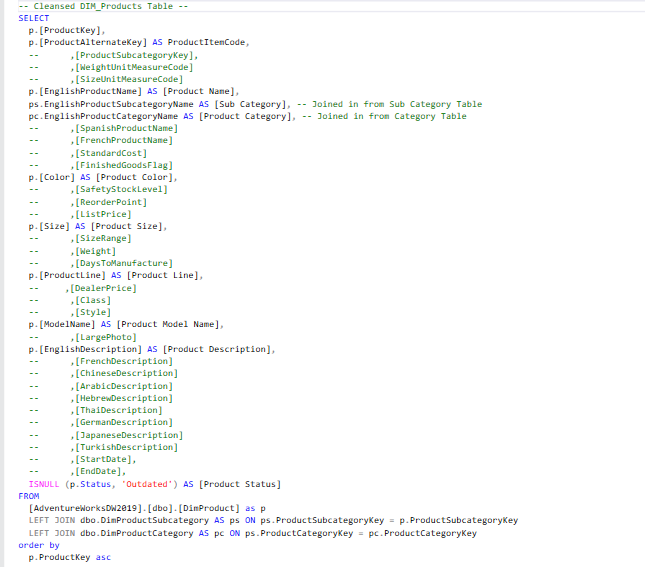 -- Cleansed DIM_Products Table --
SELECT
p.[ProductKey],
p.[ProductAlternateKey] AS ProductItemCode,
-- ,[ProductSubcategoryKey],
-- ,[WeightUnitMeasureCode]
-- ,[SizeUnitMeasureCode]
p.[EnglishProductName] AS [Product Name],
ps.EnglishProductSubcategoryName AS [Sub Category], -- Joined in from Sub Category Table
pc.EnglishProductCategoryName AS [Product Category], -- Joined in from Category Table
-- ,[SpanishProductName]
-- ,[FrenchProductName]
-- ,[StandardCost]
-- ,[FinishedGoodsFlag]
p.[Color] AS [Product Color],
-- ,[SafetyStockLevel]
-- ,[ReorderPoint]
-- ,[ListPrice]
p.[Size] AS [Product Size],
-- ,[SizeRange]
-- ,[Weight]
-- ,[DaysToManufacture]
p.[ProductLine] AS [Product Line],
-- ,[DealerPrice]
-- ,[Class]
-- ,[Style]
p.[ModelName] AS [Product Model Name],
-- ,[LargePhoto]
p.[EnglishDescription] AS [Product Description],
-- ,[FrenchDescription]
-- ,[ChineseDescription]
-- ,[ArabicDescription]
-- ,[HebrewDescription]
-- ,[ThaiDescription]
-- ,[GermanDescription]
-- ,[JapaneseDescription]
-- ,[TurkishDescription]
-- ,[StartDate],
-- ,[EndDate],
ISNULL (p.Status, 'Outdated') AS [Product Status]
FROM
[AdventureWorksDW2019].[dbo].[DimProduct] as p
LEFT JOIN dbo.DimProductSubcategory AS ps ON ps.ProductSubcategoryKey = p.ProductSubcategoryKey
LEFT JOIN dbo.DimProductCategory AS pc ON ps.ProductCategoryKey = pc.ProductCategoryKey
order by
p.ProductKey asc